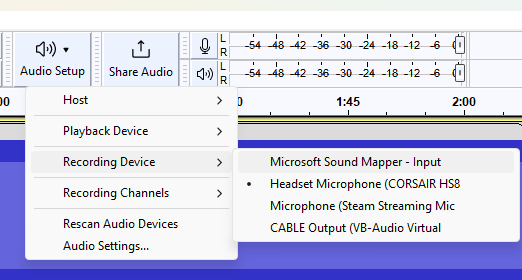 L
R
-54 -48 -42 -36 -30 -24 -18 -12 -6 0
Audio Setup
Share Audio
L
R
-54 -48 -42 -36 -30 -24 -18 -12 -6 0
1:45
2:00
Host
Playback Device
Recording Device
Microsoft Sound Mapper - Input
Headset Microphone (CORSAIR HS8
Recording Channels
Microphone (Steam Streaming Mic
Rescan Audio Devices
CABLE Output (VB-Audio Virtual
Audio Settings...